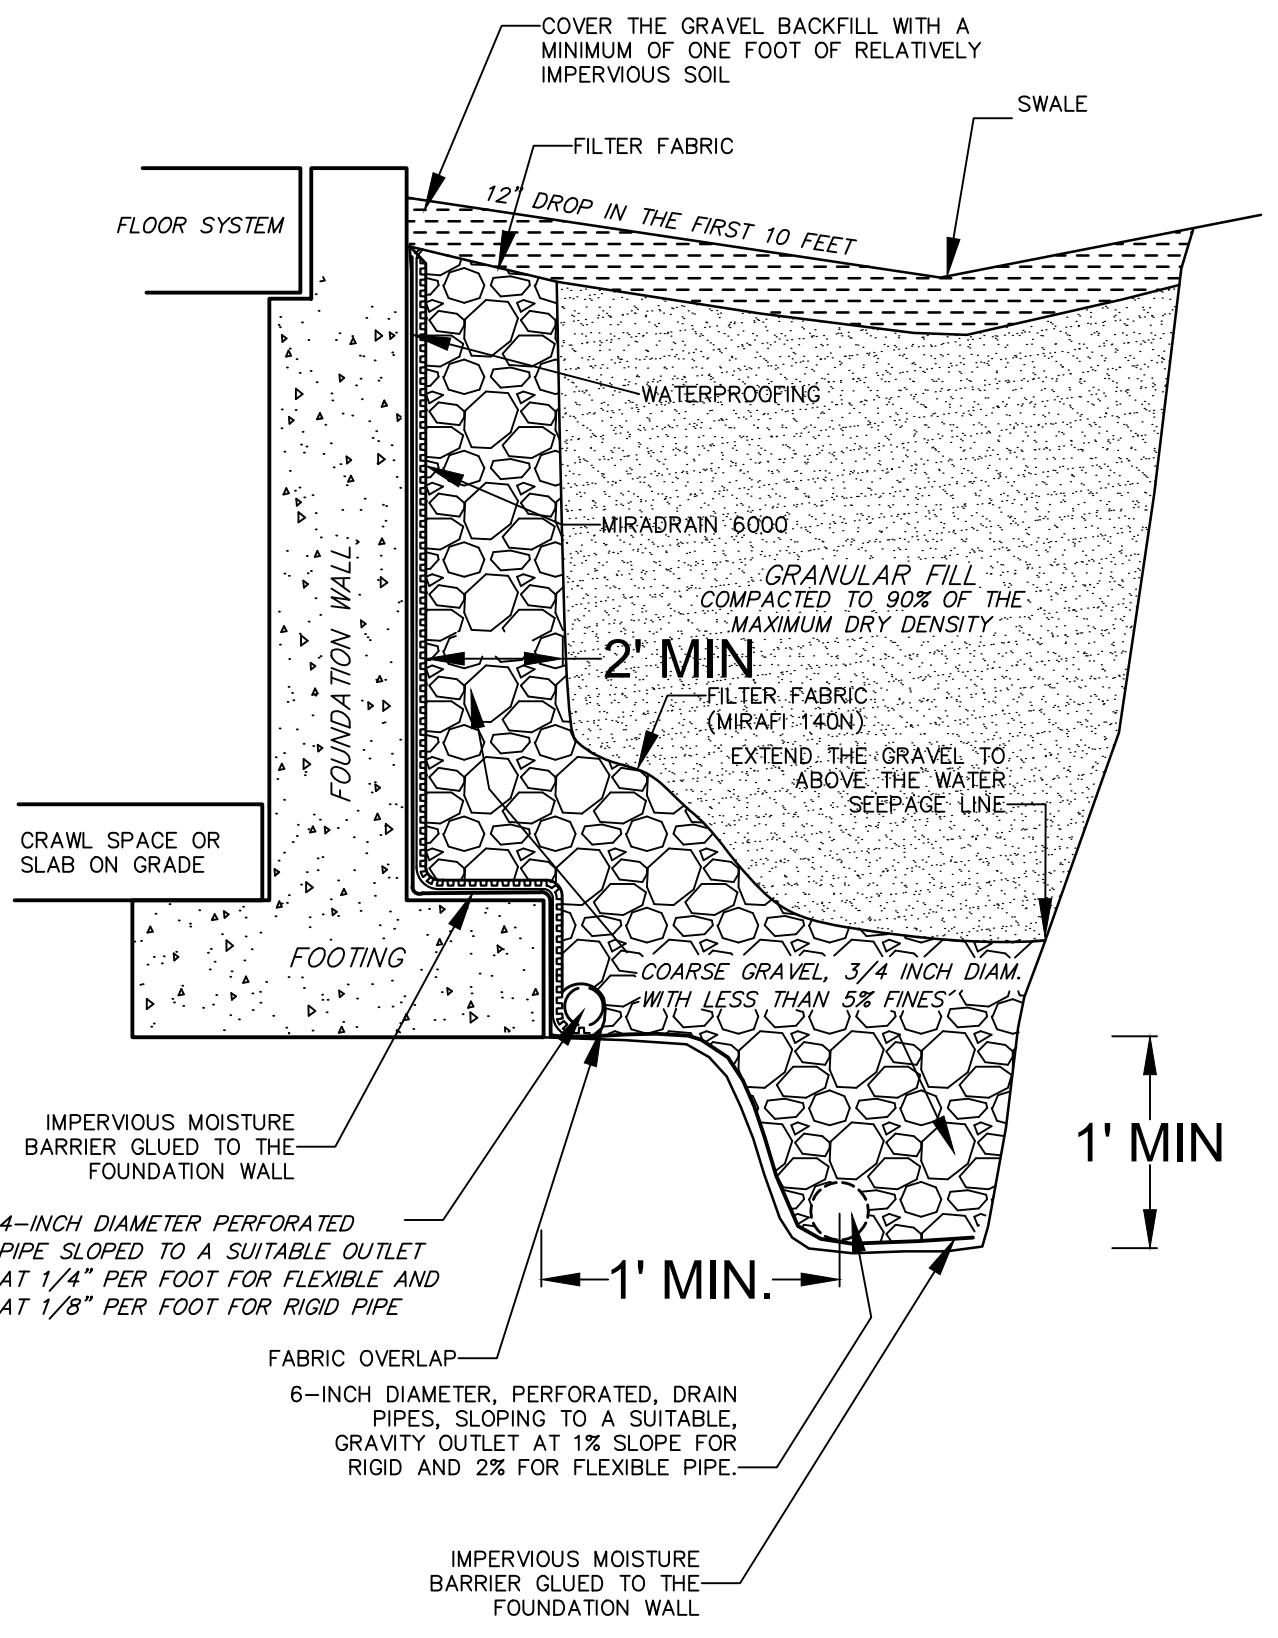 COVER THE GRAVEL BACKFILL WITH A
MINIMUM OF ONE FOOT OF RELATIVELY
IMPERVIOUS SOIL
SWALE
FILTER FABRIC
12" DROP IN THE FIRST 10 FEET
FLOOR SYSTEM
WATERPROOFING
MIRADRAIN 6000
FOUNDATION WALL
GRANULAR FILL
COMPACTED TO 90% OF THE
MAXIMUM DRY DENSITY
2' MIN
FILTER FABRIC
(MIRAFI 140N)
EXTEND THE GRAVEL TO
ABOVE THE WATER
SEEPAGE LINE
CRAWL SPACE OR
SLAB ON GRADE
FOOTING
COARSE GRAVEL, 3/4 INCH DIAM.
WITH LESS THAN 5% FINES
1' MIN
IMPERVIOUS MOISTURE
BARRIER GLUED TO THE
FOUNDATION WALL
4-INCH DIAMETER PERFORATED
PIPE SLOPED TO A SUITABLE OUTLET
AT 1/4" PER FOOT FOR FLEXIBLE AND
AT 1/8" PER FOOT FOR RIGID PIPE
1' MIN.
FABRIC OVERLAP
6-INCH DIAMETER, PERFORATED, DRAIN
PIPES, SLOPING TO A SUITABLE,
GRAVITY OUTLET AT 1% SLOPE FOR
RIGID AND 2% FOR FLEXIBLE PIPE.
IMPERVIOUS MOISTURE
BARRIER GLUED TO THE
FOUNDATION WALL